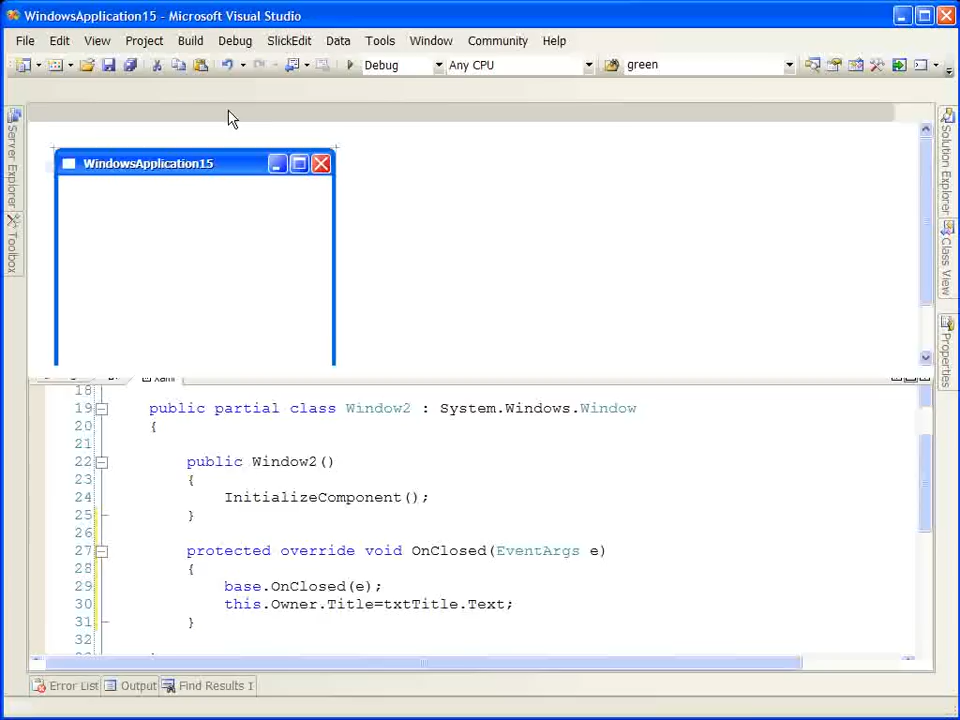 WindowsApplication15 - Microsoft Visual Studio
File Edit View Project Build Debug SlickEdit Data Tools Window Community Help
Debug Any CPU green
Server Explorer
Toolbox
Solution Explorer
Class View
Properties
WindowsApplication15
Xaml
18
19 public partial class Window2 : System.Windows.Window
20 {
21
22 public Window2()
23 {
24 InitializeComponent();
25 }
26
27 protected override void OnClosed(EventArgs e)
28 {
29 base.OnClosed(e);
30 this.Owner.Title=txtTitle.Text;
31 }
32
Error List Output Find Results 1